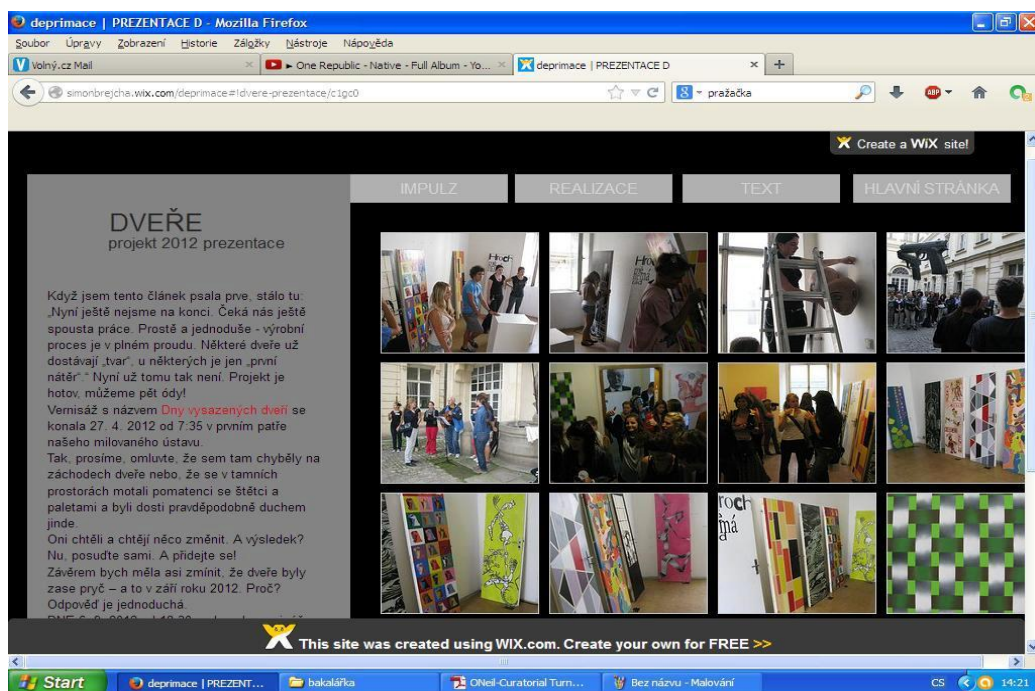 deprimace | PREZENTACE D - Mozilla Firefox
Soubor Úpravy Zobrazení Historie Záložky Nástroje Nápověda
Volný.cz Mail
► One Republic - Native - Full Album - Yo...
deprimace | PREZENTACE D
simonbrejcha.wix.com/deprimace#!dvere-prezentace/c1gc0
pražačka
ABP
Create a WiX site!
IMPULZ REALIZACE TEXT HLAVNÍ STRÁNKA
DVEŘE
projekt 2012 prezentace
Když jsem tento článek psala prve, stálo tu:
„Nyní ještě nejsme na konci. Čeká nás ještě
spousta práce. Prostě a jednoduše - výrobní
proces je v plném proudu. Některé dveře už
dostávají „tvar“, u některých je jen „první
nátěr“.“ Nyní už tomu tak není. Projekt je
hotov, můžeme pět ódy!
Vernisáž s názvem Dny vysazených dveří se
konala 27. 4. 2012 od 7:35 v prvním patře
našeho milovaného ústavu.
Tak, prosíme, omluvte, že sem tam chyběly na
záchodech dveře nebo, že se v tamních
prostorách motali pomatenci se štětci a
paletami a byli dosti pravděpodobně duchem
jinde.
Oni chtěli a chtějí něco změnit. A výsledek?
Nu, posuďte sami. A přidejte se!
Závěrem bych měla asi zmínit, že dveře byly
zase pryč – a to v září roku 2012. Proč?
Odpověď je jednoduchá.
Hroch
Hroch
roch
má
This site was created using WIX.com. Create your own for FREE >>
Start
deprimace | PREZENT...
bakalářka
ONeil-Curatorial Turn...
Bez názvu - Malování
CS
14:21